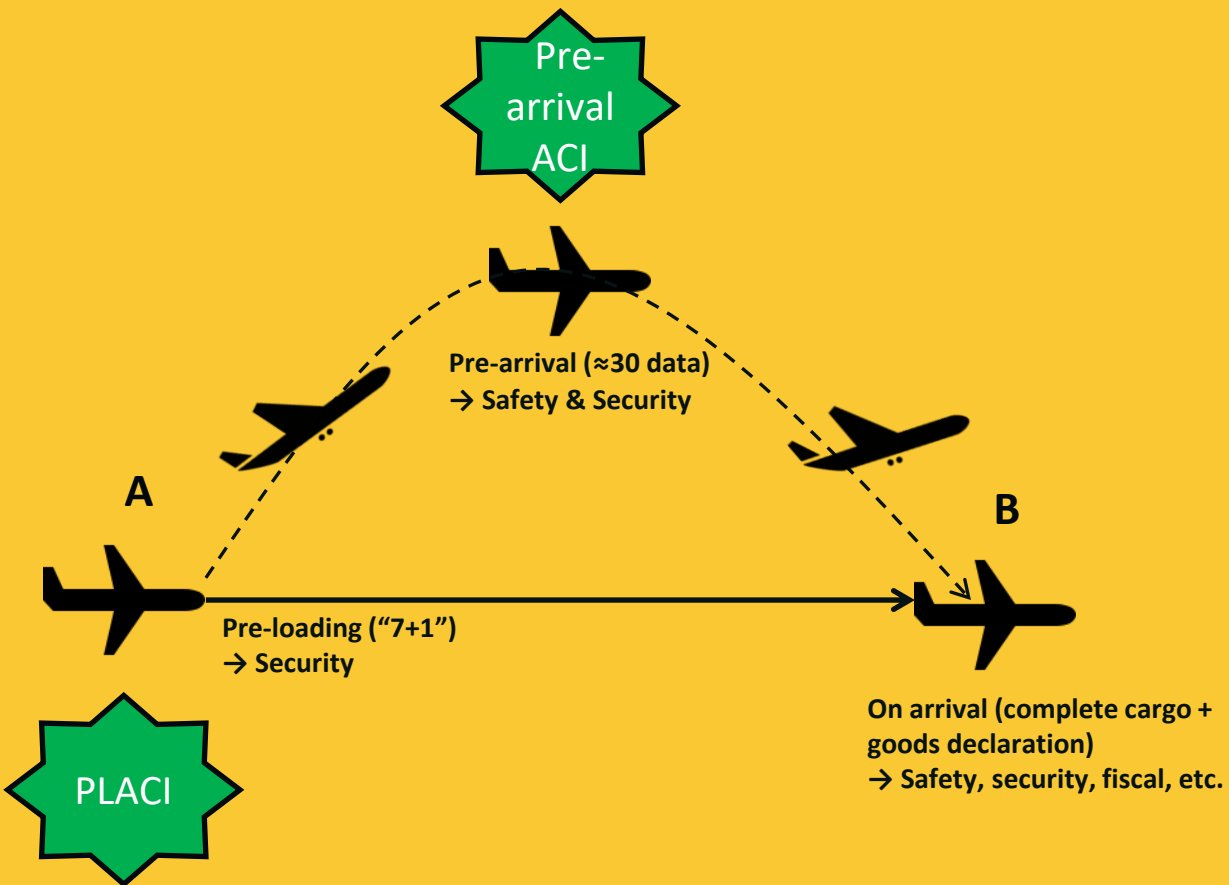 Pre-
arrival
ACI
Pre-arrival (≈30 data)
→ Safety & Security
A
B
Pre-loading (“7+1”)
→ Security
On arrival (complete cargo +
goods declaration)
→ Safety, security, fiscal, etc.
PLACI